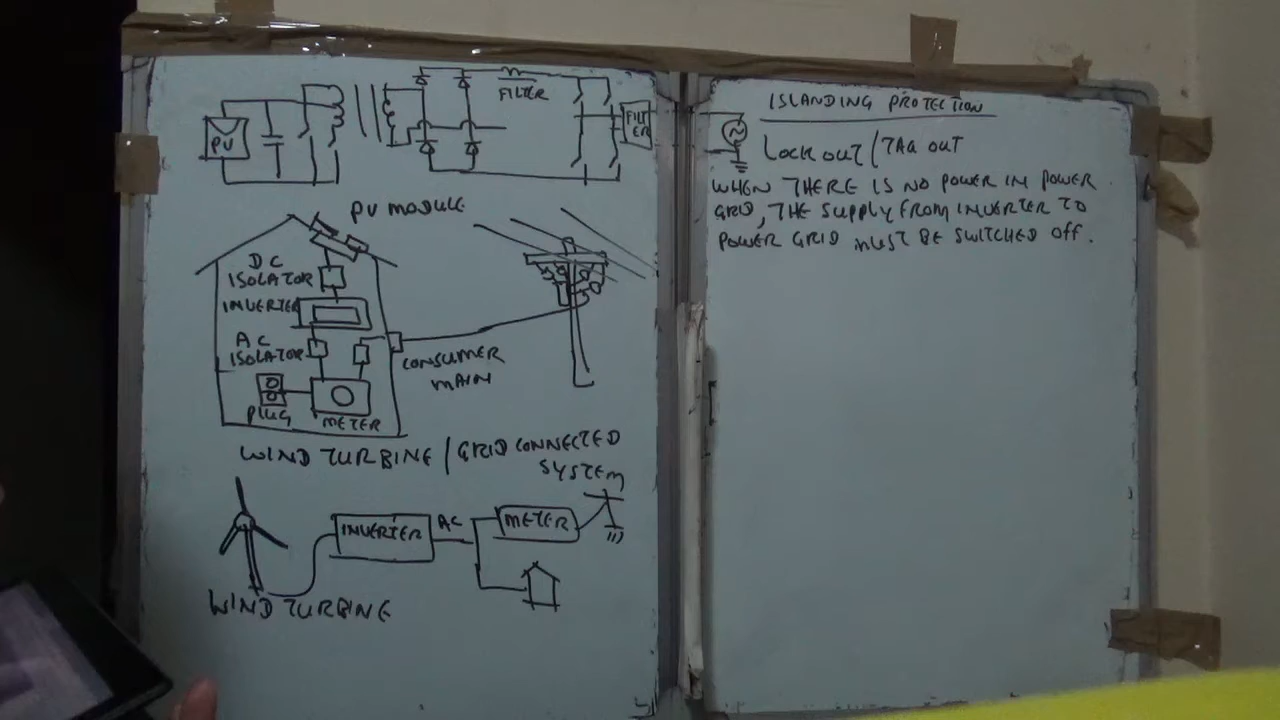 FILTER
PV
FILT
ER
PV MODULE
DC
ISOLATOR
INVERTER
AC
ISOLATOR
PLUG
METER
CONSUMER
MAIN
WIND TURBINE / GRID CONNECTED
SYSTEM
INVERTER
AC
METER
WIND TURBINE
ISLANDING PROTECTION
LOCK OUT / TAG OUT
WHEN THERE IS NO POWER IN POWER
GRID, THE SUPPLY FROM INVERTER TO
POWER GRID MUST BE SWITCHED OFF.